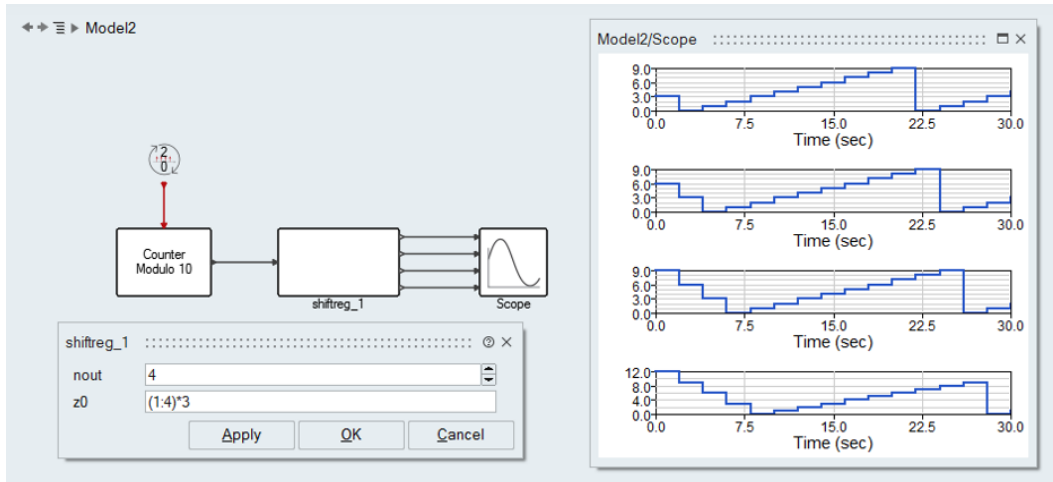 Model2
2
0
Counter
Modulo 10
shiftreg_1
Scope
shiftreg_1
nout 4
z0 (1:4)*3
Apply OK Cancel
Model2/Scope
9.0
6.0
3.0
0.0
0.0 7.5 15.0 22.5 30.0
Time (sec)
9.0
6.0
3.0
0.0
0.0 7.5 15.0 22.5 30.0
Time (sec)
9.0
6.0
3.0
0.0
0.0 7.5 15.0 22.5 30.0
Time (sec)
12.0
8.0
4.0
0.0
0.0 7.5 15.0 22.5 30.0
Time (sec)